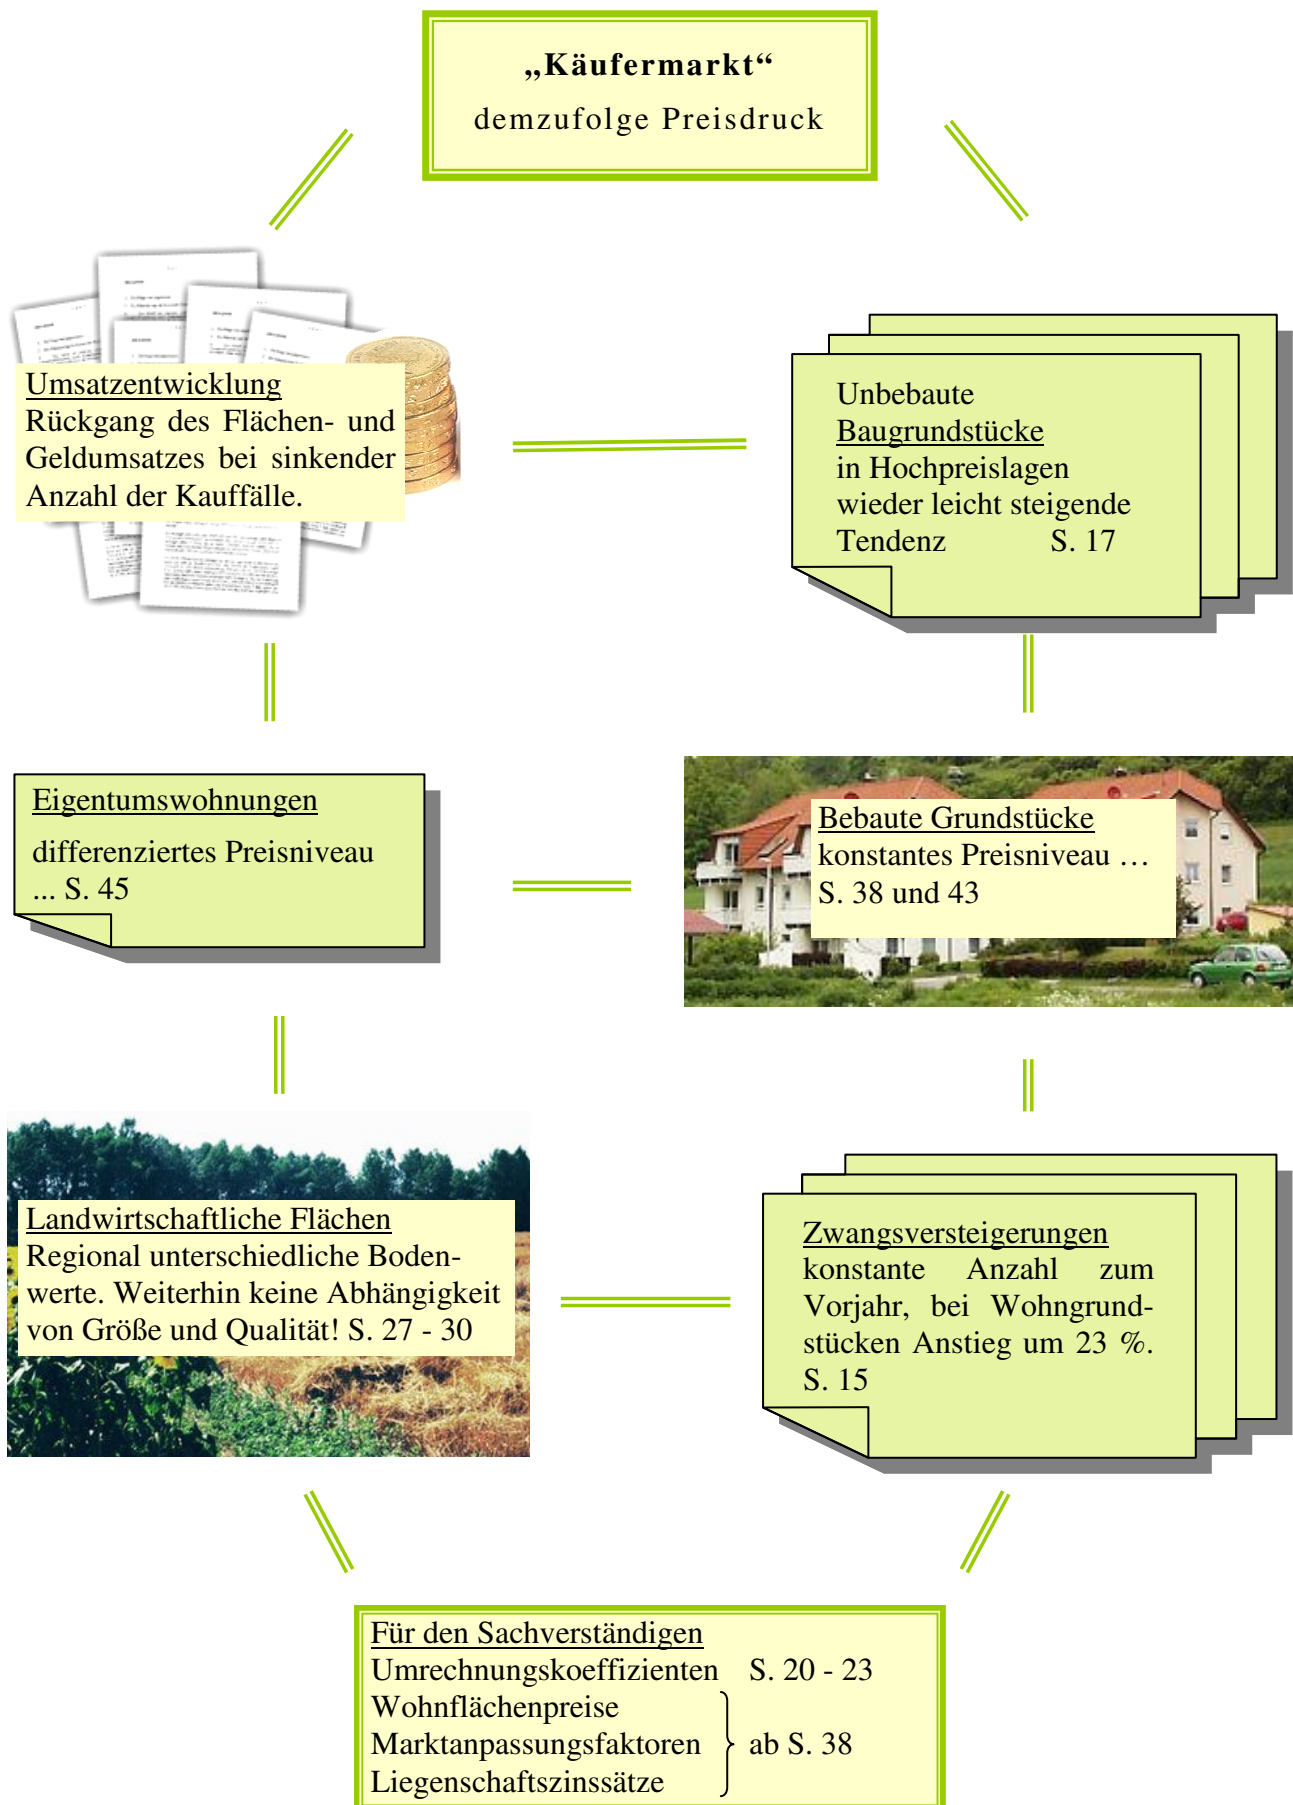 „Käufermarkt“
demzufolge Preisdruck
Umsatzentwicklung
Rückgang des Flächen- und
Geldumsatzes bei sinkender
Anzahl der Kauffälle.
Unbebaute
Baugrundstücke
in Hochpreislagen
wieder leicht steigende
Tendenz S. 17
Eigentumswohnungen
differenziertes Preisniveau
... S. 45
Bebaute Grundstücke
konstantes Preisniveau …
S. 38 und 43
Landwirtschaftliche Flächen
Regional unterschiedliche Boden-
werte. Weiterhin keine Abhängigkeit
von Größe und Qualität! S. 27 - 30
Zwangsversteigerungen
konstante Anzahl zum
Vorjahr, bei Wohngrund-
stücken Anstieg um 23 %.
S. 15
Für den Sachverständigen
Umrechnungskoeffizienten S. 20 - 23
Wohnflächenpreise
Marktanpassungsfaktoren ab S. 38
Liegenschaftszinssätze